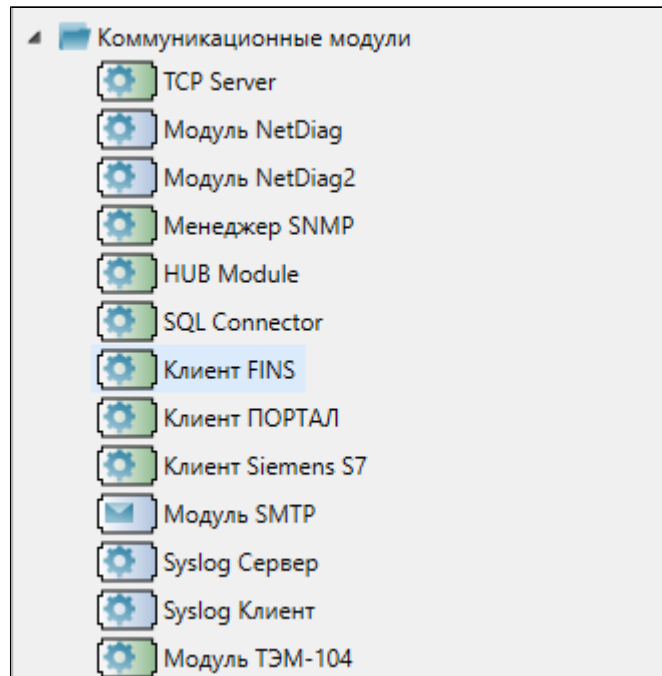 Коммуникационные модули
TCP Server
Модуль NetDiag
Модуль NetDiag2
Менеджер SNMP
HUB Module
SQL Connector
Клиент FINS
Клиент ПОРТАЛ
Клиент Siemens S7
Модуль SMTP
Syslog Сервер
Syslog Клиент
Модуль ТЭМ-104